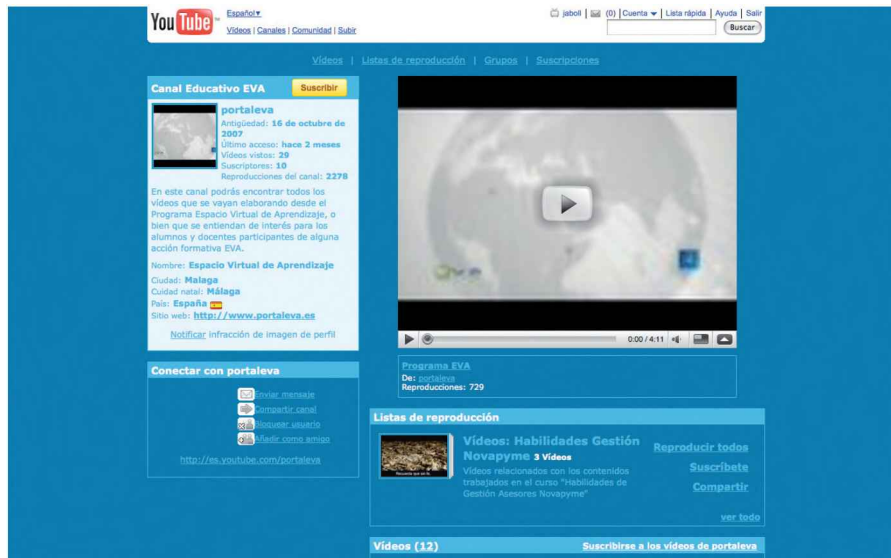 You Tube
Español
Vídeos | Canales | Comunidad | Subir
jaboll | (0) | Cuenta | Lista rápida | Ayuda | Salir
Buscar
Vídeos | Listas de reproducción | Grupos | Suscripciones
Canal Educativo EVA
Suscribir
portaleva
Antigüedad: 16 de octubre de
2007
Último acceso: hace 2 meses
Vídeos vistos: 29
Suscriptores: 10
Reproducciones del canal: 2278
En este canal podrás encontrar todos los
vídeos que se vayan elaborando desde el
Programa Espacio Virtual de Aprendizaje, o
bien que se entiendan de interés para los
alumnos y docentes participantes de alguna
acción formativa EVA.
Nombre: Espacio Virtual de Aprendizaje
Ciudad: Malaga
Cuidad natal: Málaga
País: España
Sitio web: http://www.portaleva.es
Notificar infracción de imagen de perfil
Conectar con portaleva
Enviar mensaje
Compartir canal
Bloquear usuario
Añadir como amigo
http://es.youtube.com/portaleva
0:00 / 4:11
Programa EVA
De: portaleva
Reproducciones: 729
Listas de reproducción
Vídeos: Habilidades Gestión
Novapyme 3 Vídeos
Vídeos relacionados con los contenidos
trabajados en el curso "Habilidades de
Gestión Asesores Novapyme"
Reproducir todos
Suscríbete
Compartir
ver todo
Vídeos (12)
Suscribirse a los vídeos de portaleva